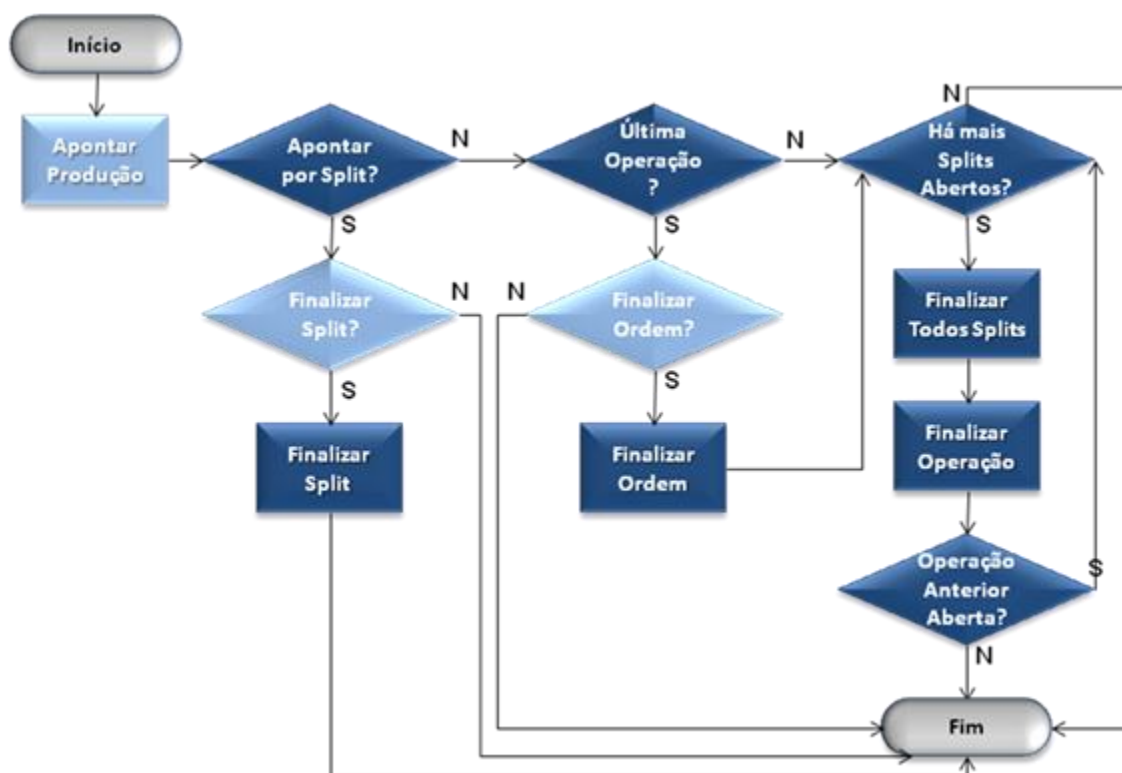 Início
Apontar
Produção
Apontar
por Split?
N
S
Última
Operação
?
N
S
Há mais
Splits
Abertos?
N
S
Finalizar
Split?
N
S
Finalizar
Ordem?
N
S
Finalizar
Todos Splits
Finalizar
Split
Finalizar
Ordem
Finalizar
Operação
Operação
Anterior
Aberta?
S
N
Fim